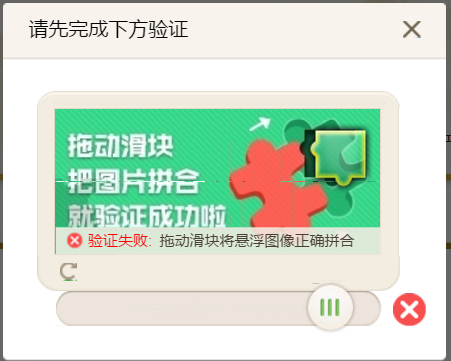 请先完成下方验证
拖动滑块
把图片拼合
就验证成功啦
验证失败: 拖动滑块将悬浮图像正确拼合